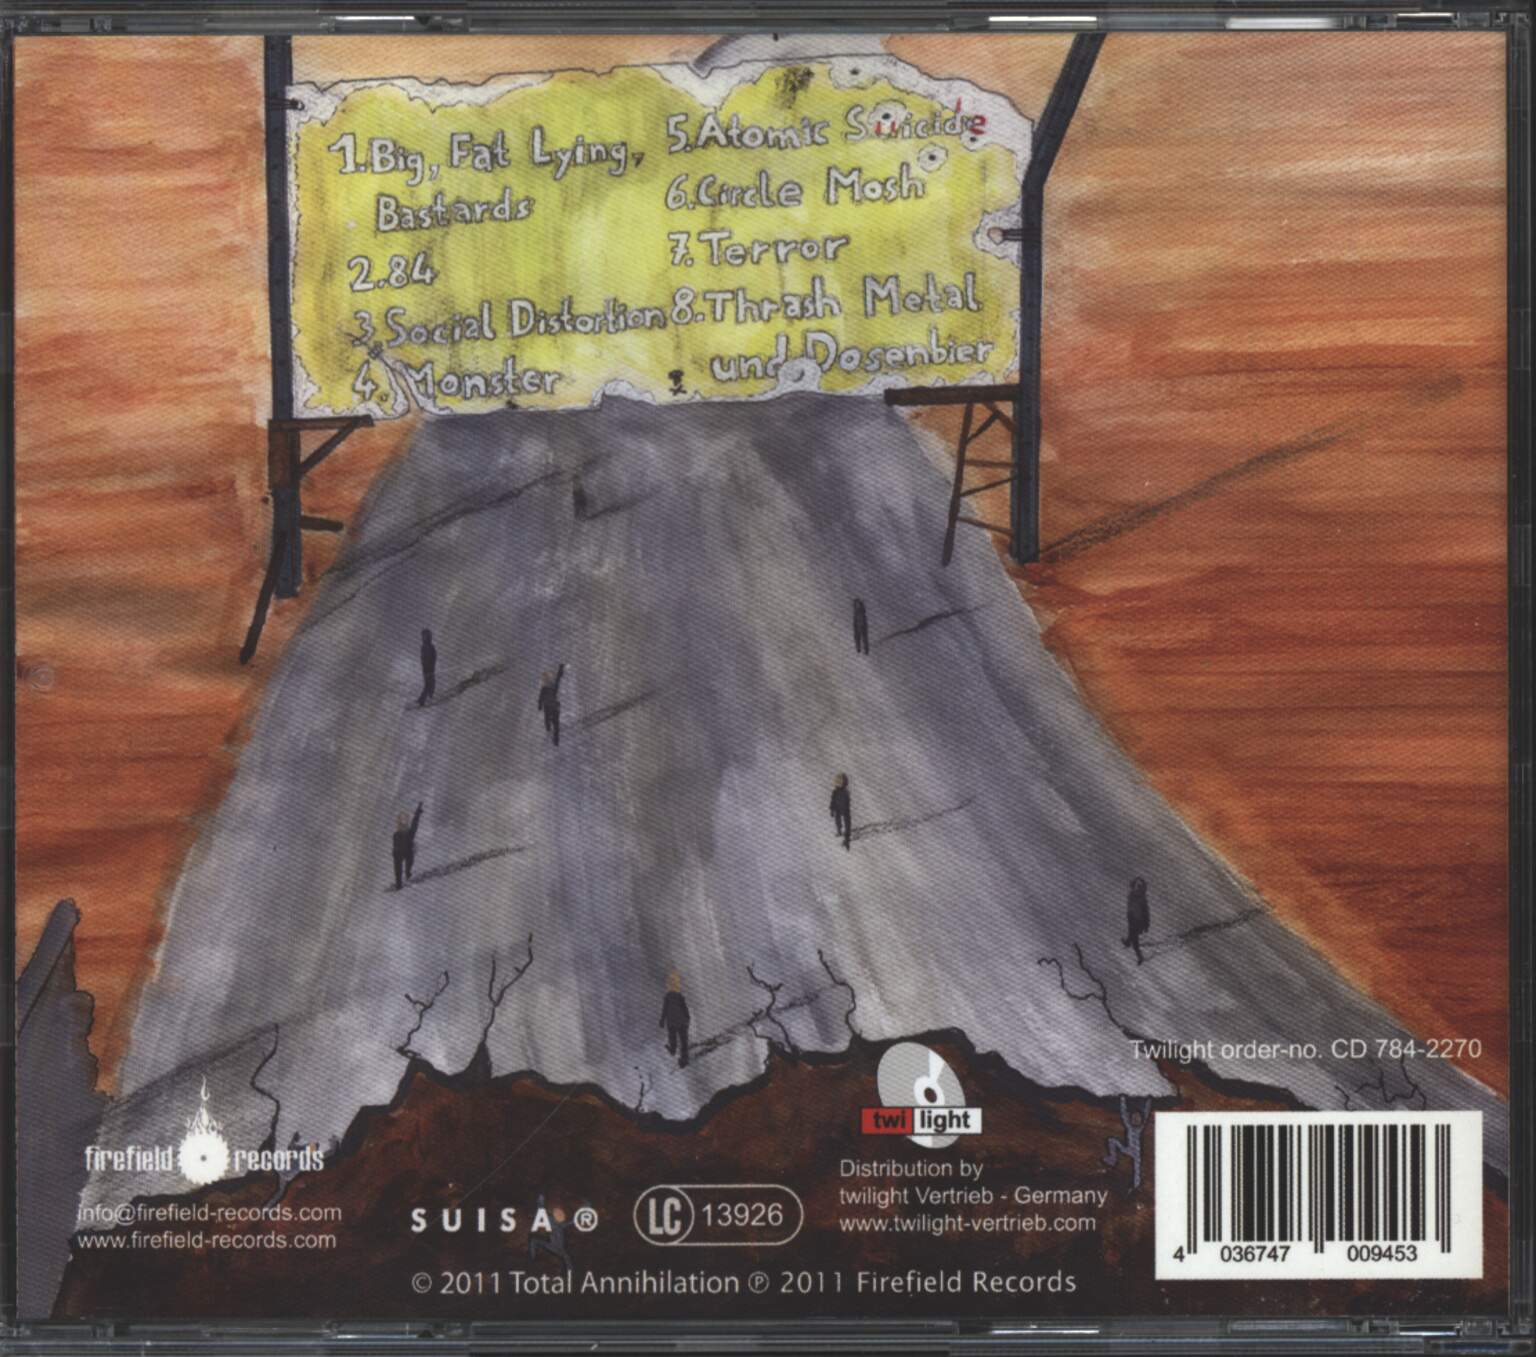 1.Big, Fat Lying,
Bastards
2.84
3.Social Distortion
4.Monster
5.Atomic Suicide
6.Circle Mosh
7.Terror
8.Thrash Metal
und Dosenbier
Twilight order-no. CD 784-2270
firefield records
info@firefield-records.com
www.firefield-records.com
SUISA®
LC 13926
twilight
Distribution by
twilight Vertrieb - Germany
www.twilight-vertrieb.com
4 036747 009453
© 2011 Total Annihilation ℗ 2011 Firefield Records